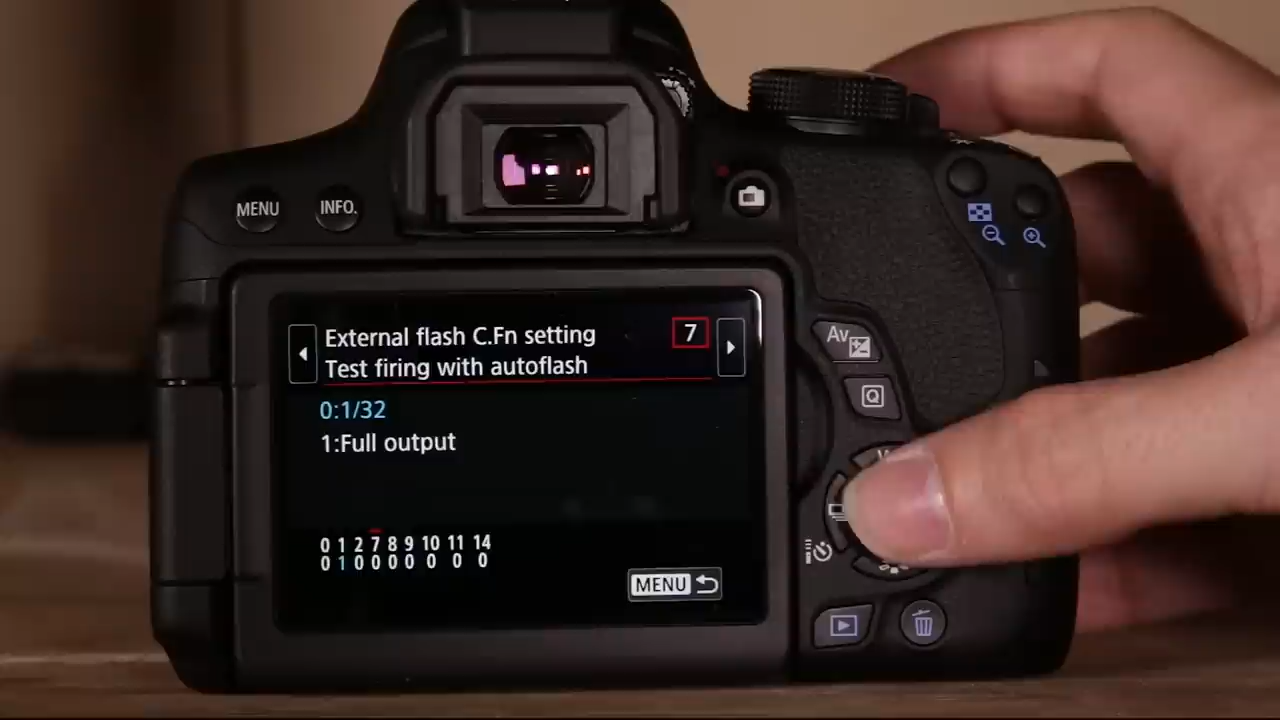 MENU
INFO.
External flash C.Fn setting
7
Test firing with autoflash
0:1/32
1:Full output
0 1 2 7 8 9 10 11 14
0 1 0 0 0 0 0 0 0
MENU
Av
Q